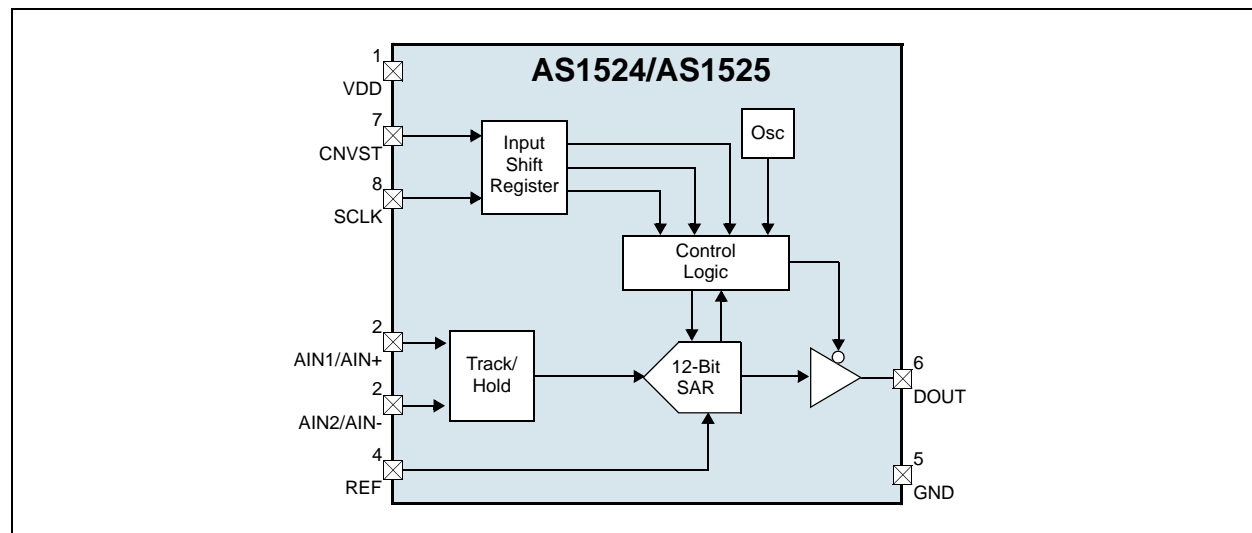 AS1524/AS1525
1
VDD
7
CNVST
8
SCLK
Input
Shift
Register
Osc
Control
Logic
2
AIN1/AIN+
2
AIN2/AIN-
Track/
Hold
12-Bit
SAR
6
DOUT
4
REF
5
GND